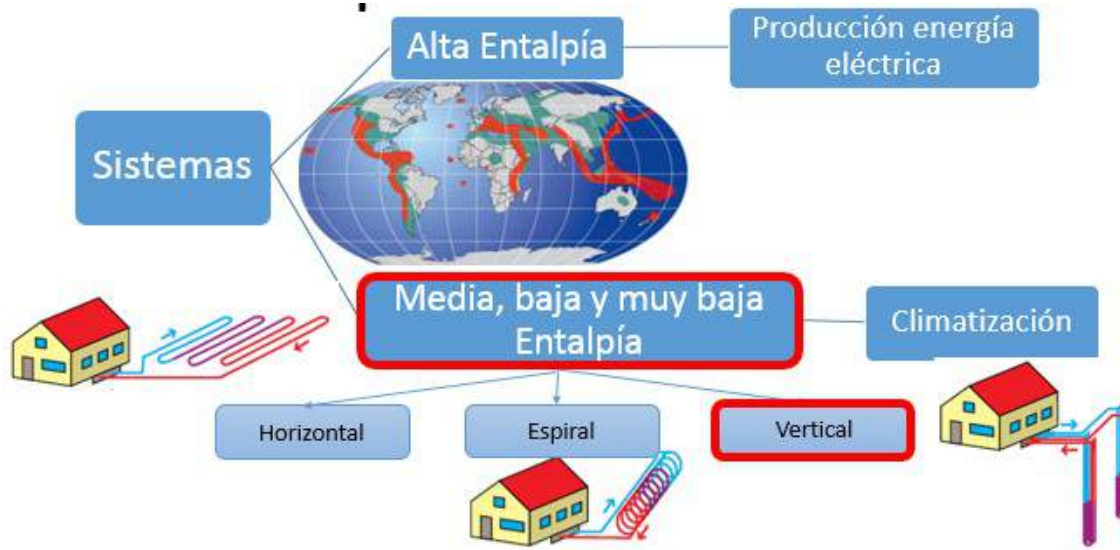 Alta Entalpía
Producción energía
eléctrica
Sistemas
Media, baja y muy baja
Entalpía
Climatización
Horizontal
Espiral
Vertical